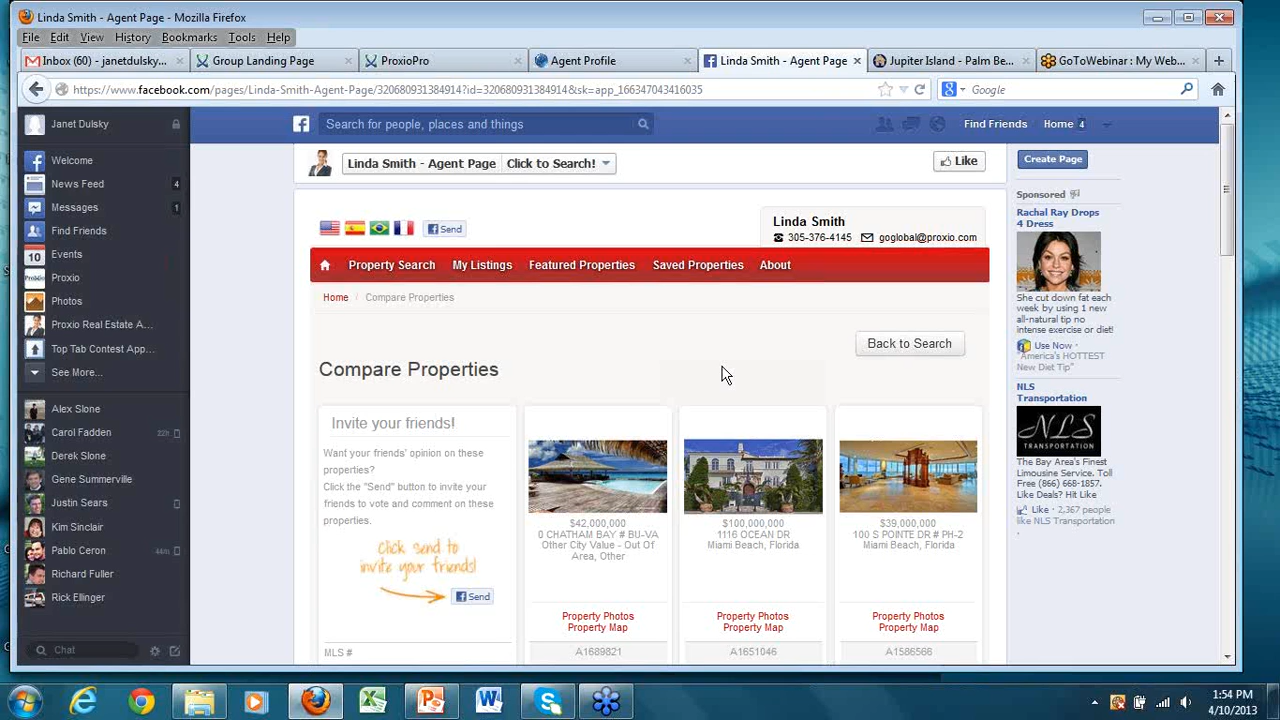 Linda Smith - Agent Page - Mozilla Firefox
File Edit View History Bookmarks Tools Help
Inbox (60) - janetdulsky...
Group Landing Page
ProxioPro
Agent Profile
Linda Smith - Agent Page
Jupiter Island - Palm Be...
GoToWebinar : My Web...
https://www.facebook.com/pages/Linda-Smith-Agent-Page/320680931384914?id=320680931384914&sk=app_166347043416035
Google
Janet Dulsky
Search for people, places and things
Find Friends
Home 4
Welcome
News Feed 4
Messages 1
Find Friends
10 Events
Proxio Proxio
Photos
Proxio Real Estate A...
Top Tab Contest App...
See More...
Alex Slone
Carol Fadden 22h
Derek Slone
Gene Summerville
Justin Sears
Kim Sinclair
Pablo Ceron 44m
Richard Fuller
Rick Ellinger
Chat
Linda Smith - Agent Page Click to Search!
Like
Send
Linda Smith
305-376-4145 goglobal@proxio.com
Property Search My Listings Featured Properties Saved Properties About
Home Compare Properties
Back to Search
Compare Properties
Invite your friends!
Want your friends' opinion on these
properties?
Click the "Send" button to invite your
friends to vote and comment on these
properties.
Click send to
invite your friends!
Send
MLS #
$42,000,000
0 CHATHAM BAY # BU-VA
Other City Value - Out Of
Area, Other
Property Photos
Property Map
A1689821
$100,000,000
1116 OCEAN DR
Miami Beach, Florida
Property Photos
Property Map
A1651046
$39,000,000
100 S POINTE DR # PH-2
Miami Beach, Florida
Property Photos
Property Map
A1586566
Create Page
Sponsored
Rachal Ray Drops
4 Dress
She cut down fat each
week by using 1 new
all-natural tip no
intense exercise or diet!
Use Now ·
"America's HOTTEST
New Diet Tip"
NLS
Transportation
NLS
TRANSPORTATION
The Bay Area's Finest
Limousine Service. Toll
Free (866) 668-1857.
Like Deals? Hit Like
Like · 2,367 people
like NLS Transportation
.
1:54 PM
4/10/2013